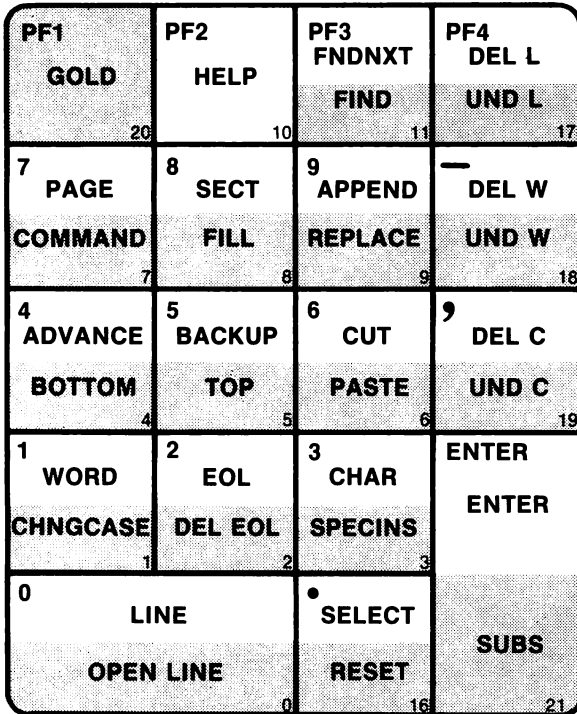 PF1
GOLD
20
PF2
HELP
10
PF3
FNDNXT
FIND
11
PF4
DEL L
UND L
17
7
PAGE
COMMAND
7
8
SECT
FILL
8
9
APPEND
REPLACE
9
–
DEL W
UND W
18
4
ADVANCE
BOTTOM
4
5
BACKUP
TOP
5
6
CUT
PASTE
6
,
DEL C
UND C
19
1
WORD
CHNGCASE
1
2
EOL
DEL EOL
2
3
CHAR
SPECINS
3
ENTER
ENTER
SUBS
21
0
LINE
OPEN LINE
0
•
SELECT
RESET
16